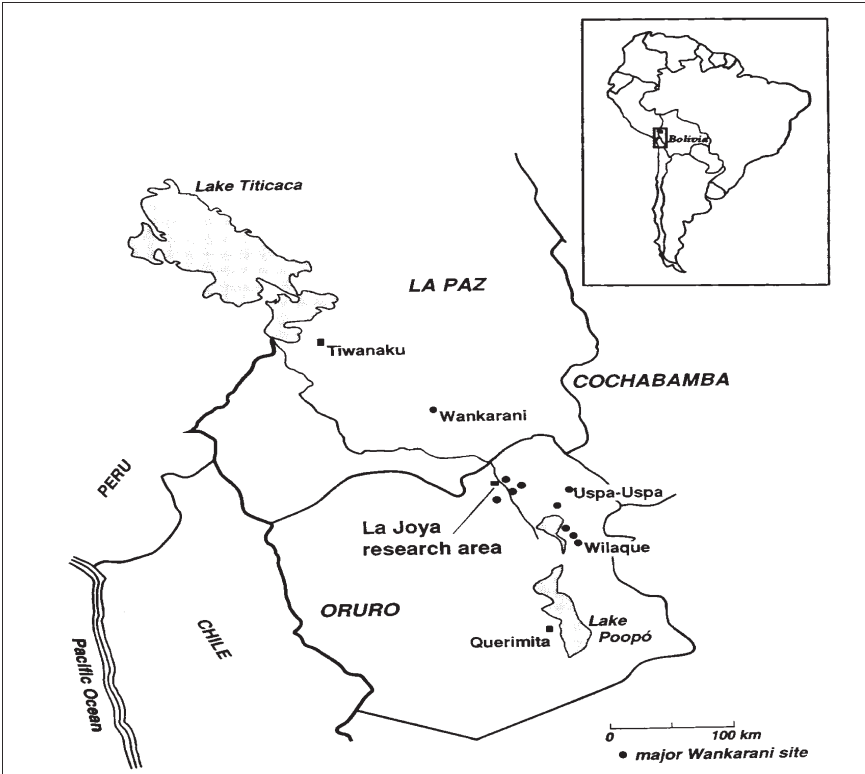 Bolivia
Lake Titicaca
LA PAZ
Tiwanaku
COCHABAMBA
Wankarani
PERU
Uspa-Uspa
La Joya
research area
Wilaque
ORURO
CHILE
Lake
Poopó
Querimita
Pacific Ocean
0 100 km
major Wankarani site